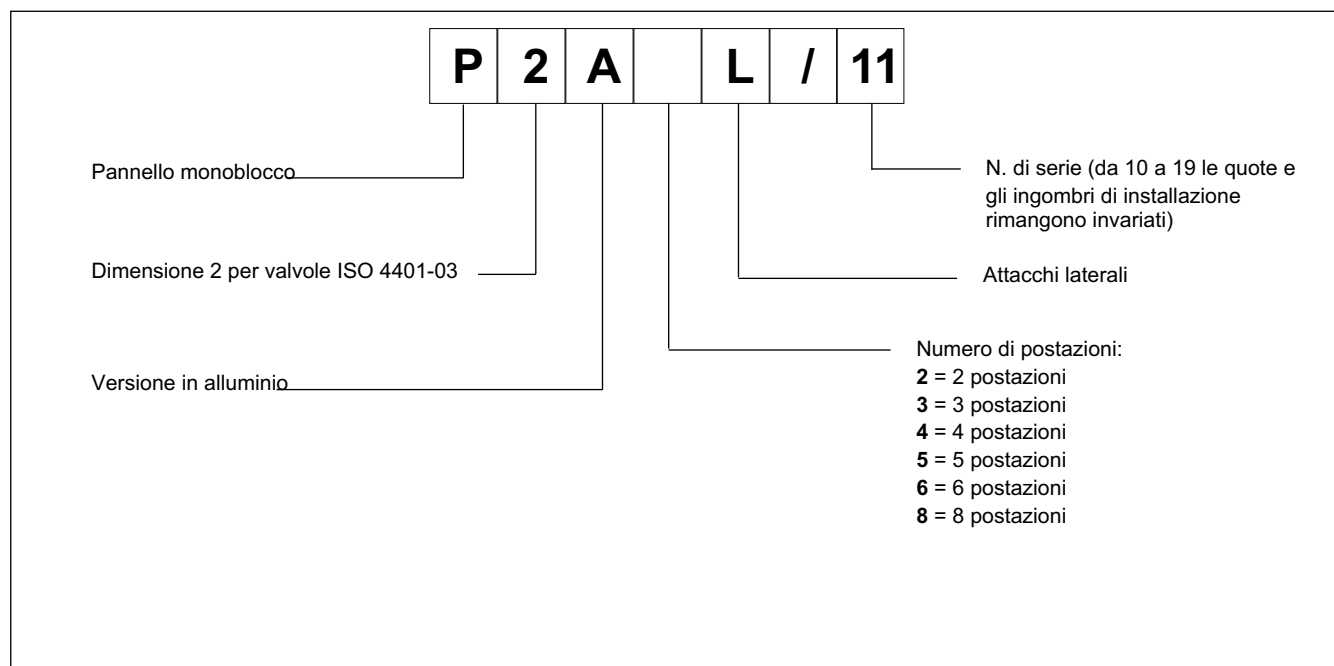 P 2 A L / 11
Pannello monoblocco
N. di serie (da 10 a 19 le quote e
gli ingombri di installazione
rimangono invariati)
Dimensione 2 per valvole ISO 4401-03
Attacchi laterali
Versione in alluminio
Numero di postazioni:
2 = 2 postazioni
3 = 3 postazioni
4 = 4 postazioni
5 = 5 postazioni
6 = 6 postazioni
8 = 8 postazioni